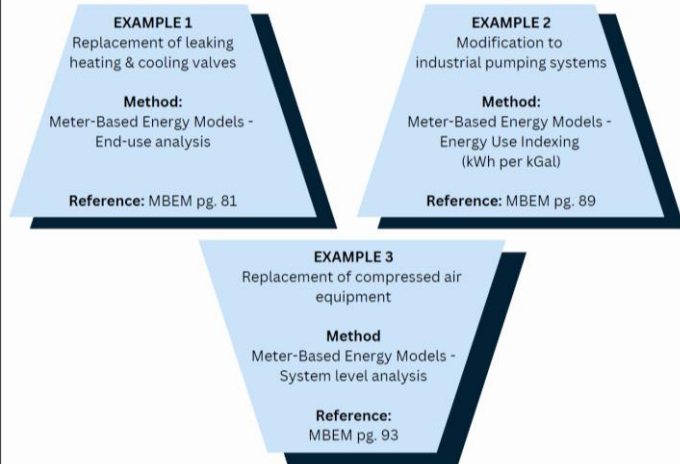 EXAMPLE 1
Replacement of leaking
heating & cooling valves
Method:
Meter-Based Energy Models -
End-use analysis
Reference: MBEM pg. 81
EXAMPLE 2
Modification to
industrial pumping systems
Method:
Meter-Based Energy Models -
Energy Use Indexing
(kWh per kGal)
Reference: MBEM pg. 89
EXAMPLE 3
Replacement of compressed air
equipment
Method
Meter-Based Energy Models -
System level analysis
Reference:
MBEM pg. 93